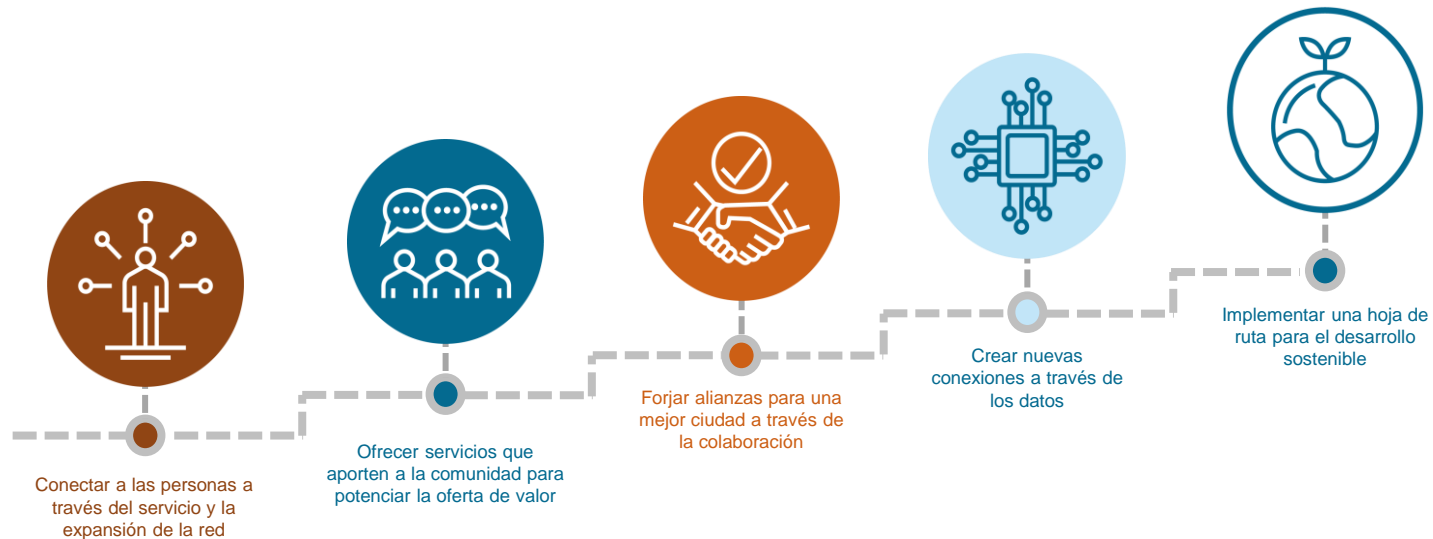 Conectar a las personas a
través del servicio y la
expansión de la red
Ofrecer servicios que
aporten a la comunidad para
potenciar la oferta de valor
Forjar alianzas para una
mejor ciudad a través de
la colaboración
Crear nuevas
conexiones a través de
los datos
Implementar una hoja de
ruta para el desarrollo
sostenible